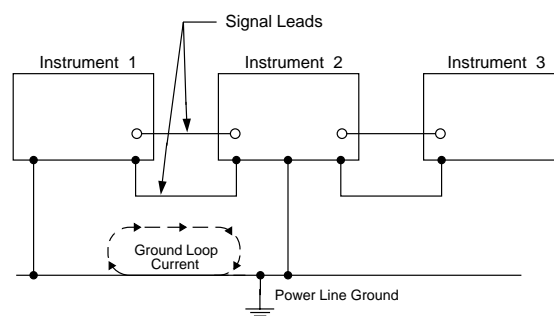 Signal Leads
Instrument 1
Instrument 2
Instrument 3
Ground Loop
Current
Power Line Ground